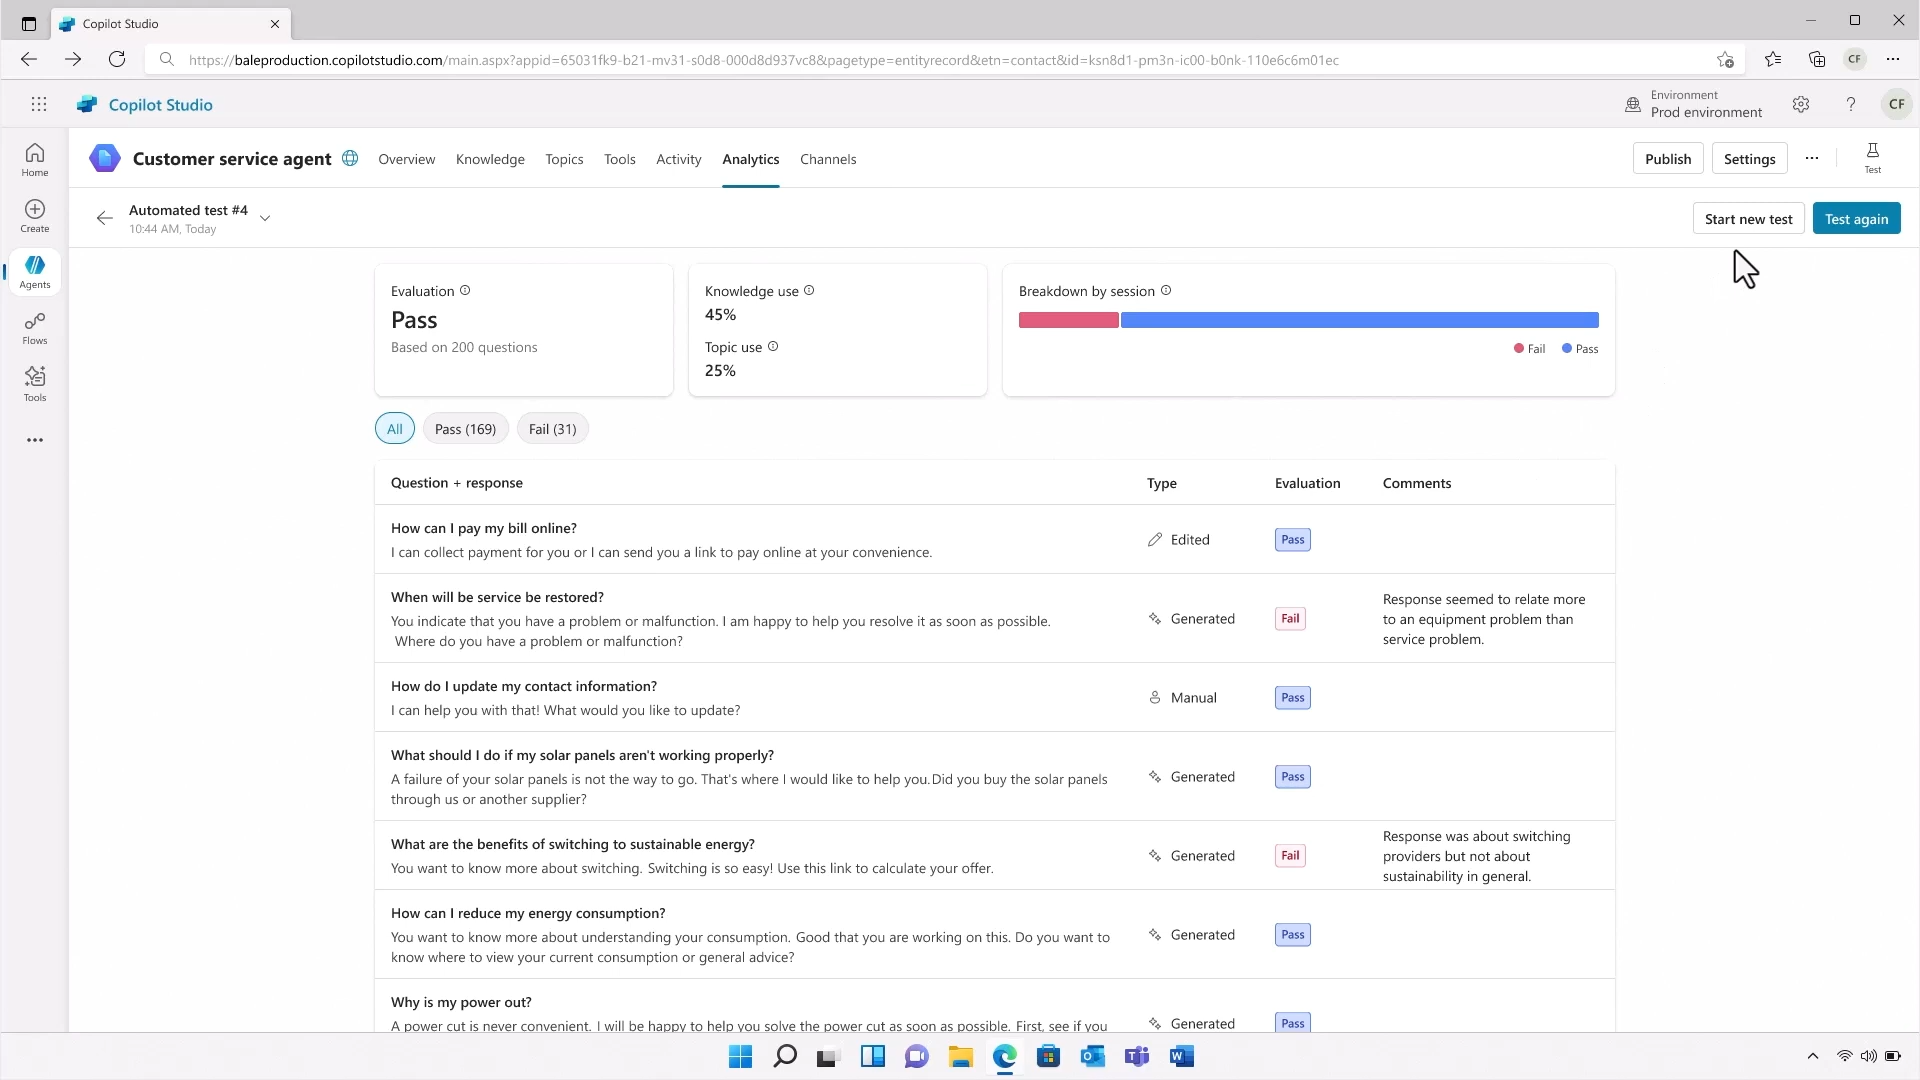 Copilot Studio
https://baleproduction.copilotstudio.com/main.aspx?appid=65031fk9-b21-mv31-s0d8-000d8d937vc8&pagetype=entityrecord&etn=contact&id=ksn8d1-pm3n-ic00-b0nk-110e6c6m01ec
CF
Copilot Studio
Environment
Prod environment
CF
Home
Create
Agents
Flows
Tools
Customer service agent
Overview
Knowledge
Topics
Tools
Activity
Analytics
Channels
Publish
Settings
Test
Automated test #4
10:44 AM, Today
Start new test
Test again
Evaluation
Pass
Based on 200 questions
Knowledge use
45%
Topic use
25%
Breakdown by session
Fail
Pass
All
Pass (169)
Fail (31)
Question + response
Type
Evaluation
Comments
How can I pay my bill online?
I can collect payment for you or I can send you a link to pay online at your convenience.
Edited
Pass
When will be service be restored?
You indicate that you have a problem or malfunction. I am happy to help you resolve it as soon as possible.
Where do you have a problem or malfunction?
Generated
Fail
Response seemed to relate more
to an equipment problem than
service problem.
How do I update my contact information?
I can help you with that! What would you like to update?
Manual
Pass
What should I do if my solar panels aren't working properly?
A failure of your solar panels is not the way to go. That's where I would like to help you.Did you buy the solar panels
through us or another supplier?
Generated
Pass
What are the benefits of switching to sustainable energy?
You want to know more about switching. Switching is so easy! Use this link to calculate your offer.
Generated
Fail
Response was about switching
providers but not about
sustainability in general.
How can I reduce my energy consumption?
You want to know more about understanding your consumption. Good that you are working on this. Do you want to
know where to view your current consumption or general advice?
Generated
Pass
Why is my power out?
A power cut is never convenient. I will be happy to help you solve the power cut as soon as possible. First, see if you
Generated
Pass